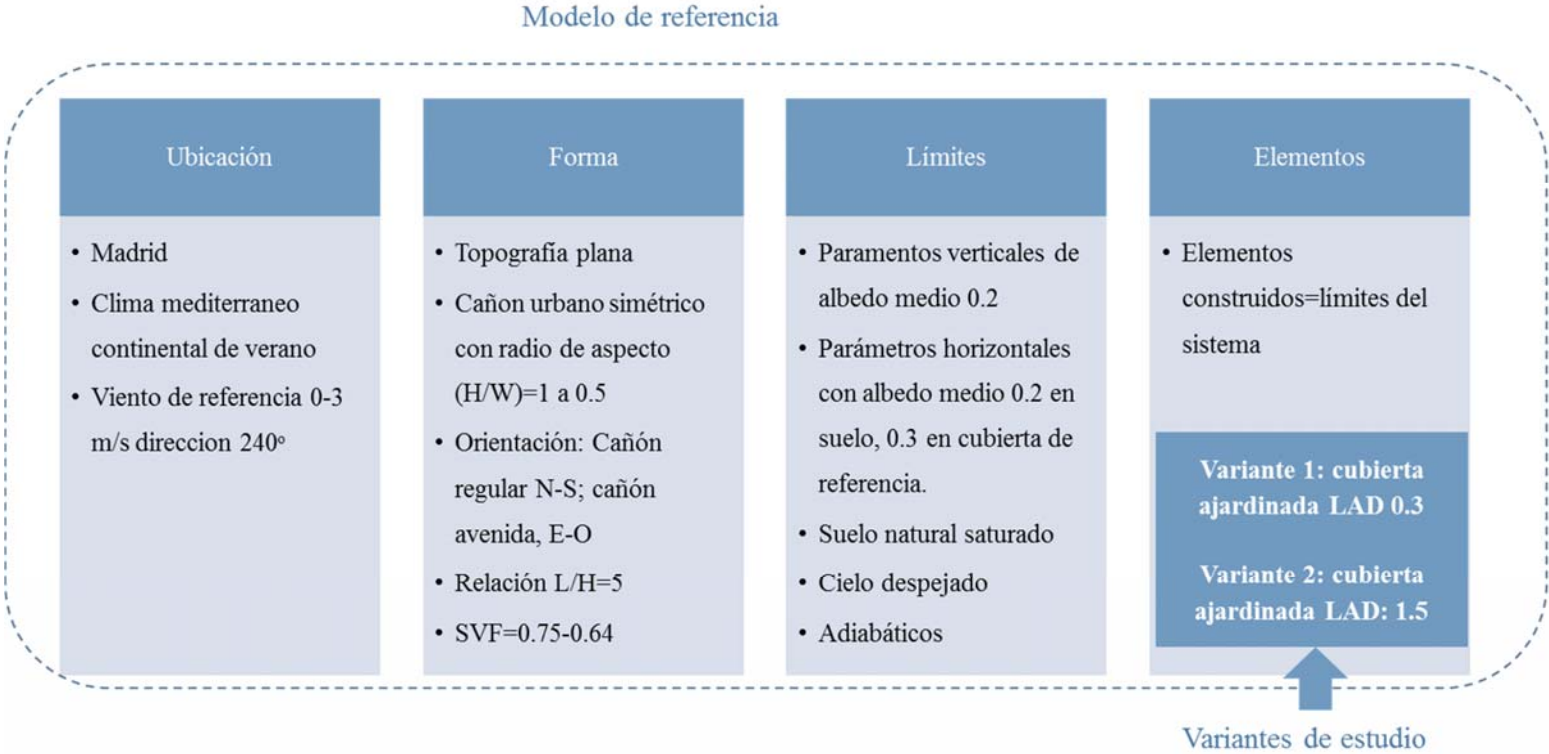 Modelo de referencia
Ubicación
• Madrid
• Clima mediterraneo
continental de verano
• Viento de referencia 0-3
m/s direccion 240º
Forma
• Topografía plana
• Cañon urbano simétrico
con radio de aspecto
(H/W)=1 a 0.5
• Orientación: Cañón
regular N-S; cañón
avenida, E-O
• Relación L/H=5
• SVF=0.75-0.64
Límites
• Paramentos verticales de
albedo medio 0.2
• Parámetros horizontales
con albedo medio 0.2 en
suelo, 0.3 en cubierta de
referencia.
• Suelo natural saturado
• Cielo despejado
• Adiabáticos
Elementos
• Elementos
construidos=límites del
sistema
Variante 1: cubierta
ajardinada LAD 0.3
Variante 2: cubierta
ajardinada LAD: 1.5
Variantes de estudio